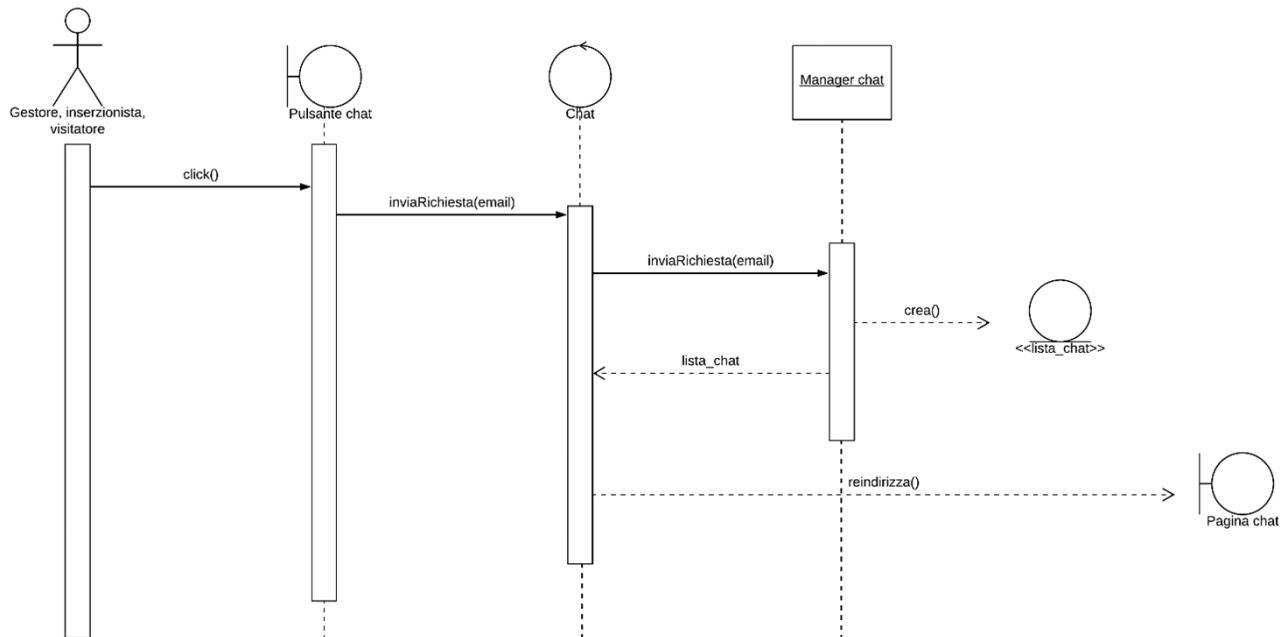 Gestore, inserzionista,
visitatore
Pulsante chat
Chat
Manager chat
click()
inviaRichiesta(email)
inviaRichiesta(email)
crea()
<<lista_chat>>
lista_chat
reindirizza()
Pagina chat